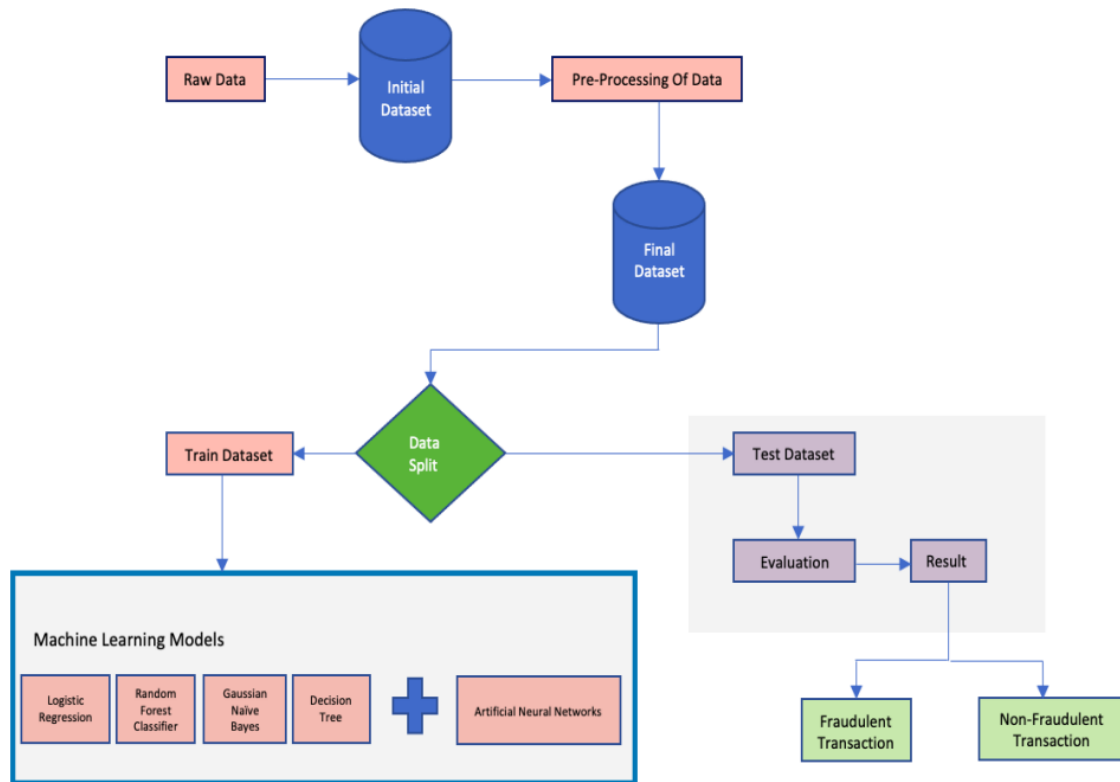 Raw Data
Initial
Dataset
Pre-Processing Of Data
Final
Dataset
Data
Split
Train Dataset
Test Dataset
Evaluation
Result
Machine Learning Models
Logistic
Regression
Random
Forest
Classifier
Gaussian
Naïve
Bayes
Decision
Tree
Artificial Neural Networks
Fraudulent
Transaction
Non-Fraudulent
Transaction